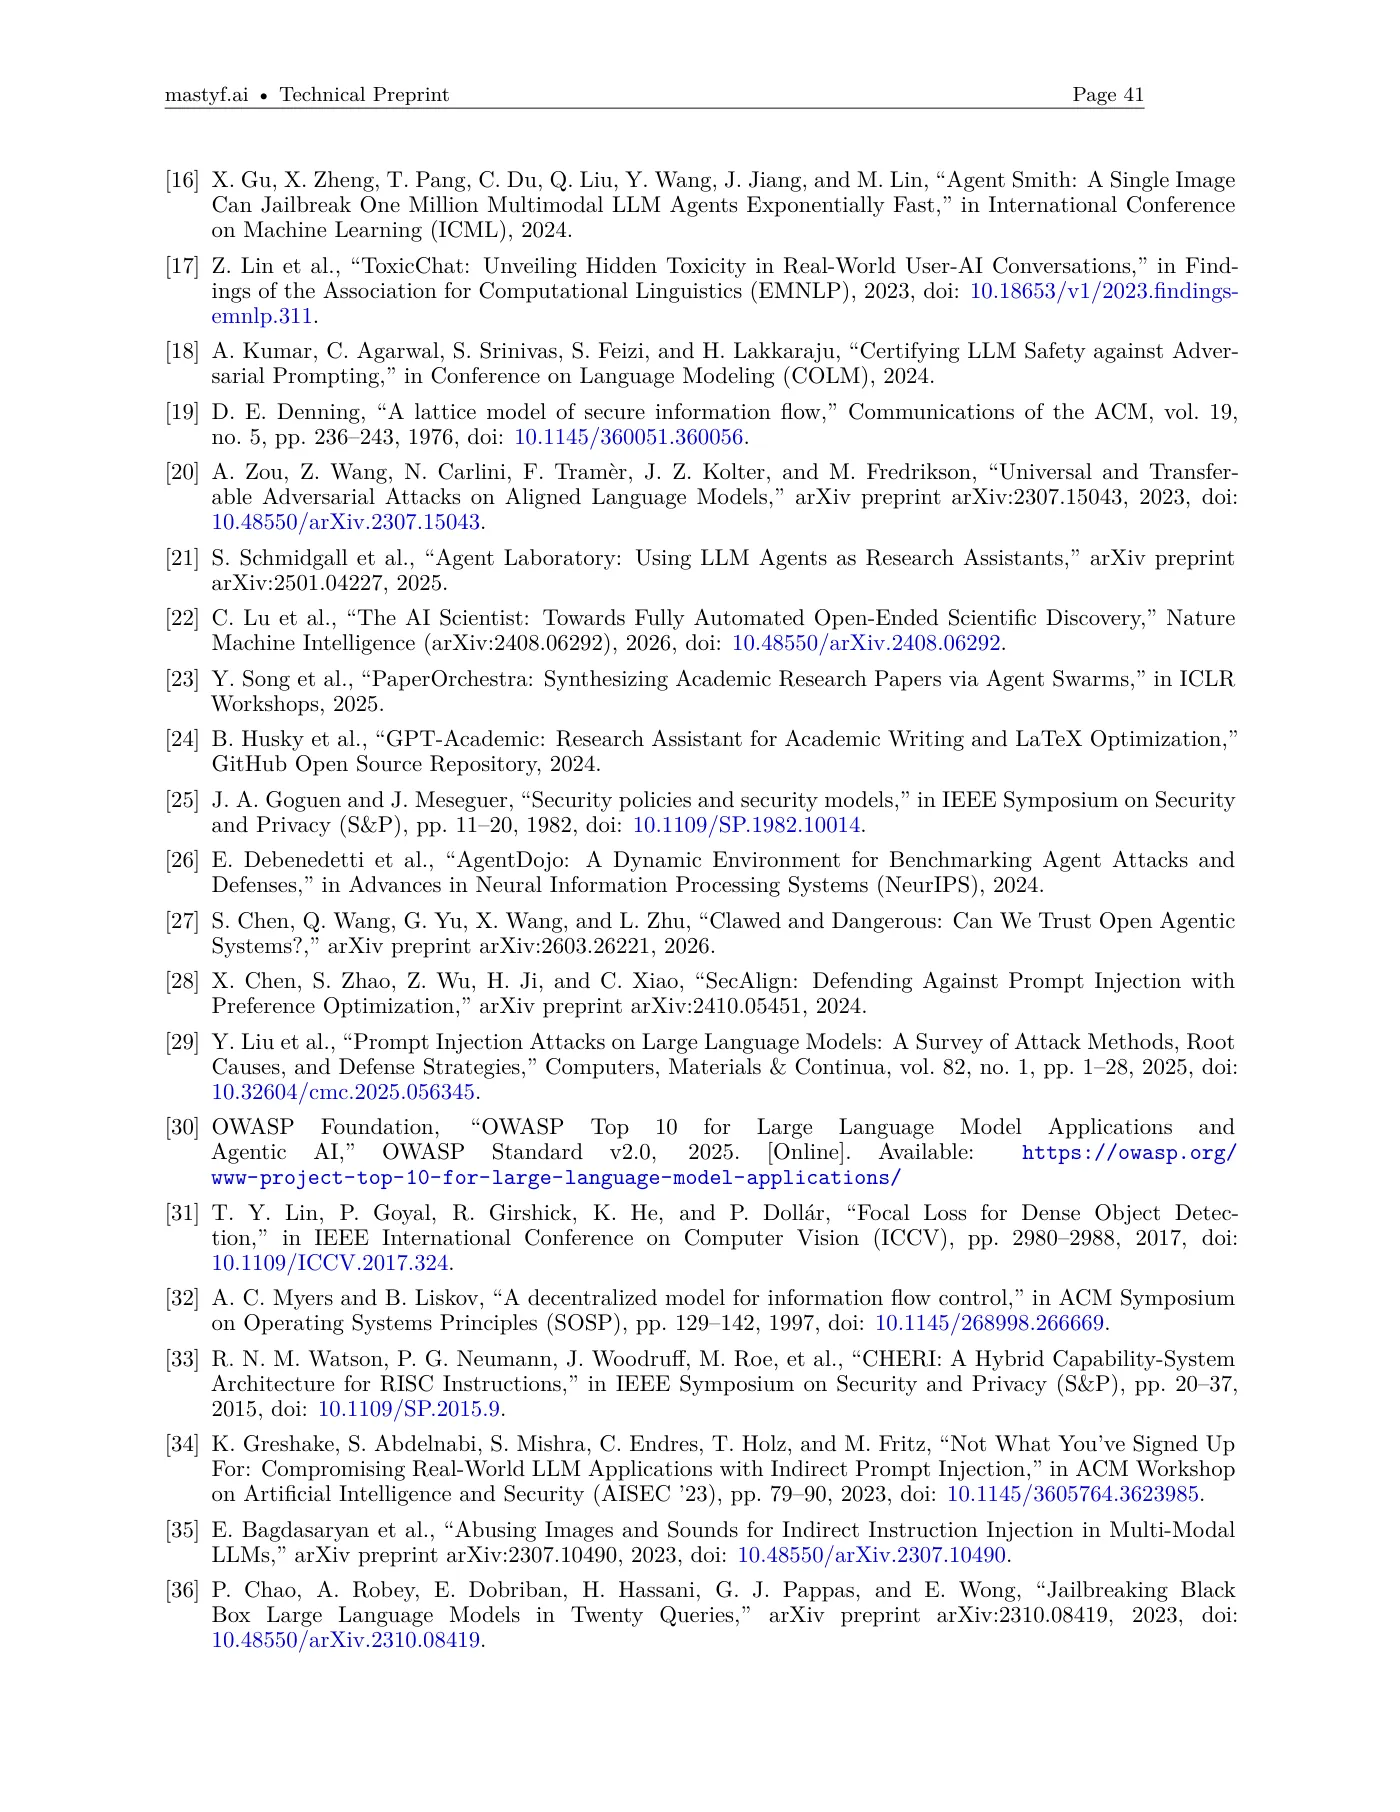 mastyf.ai • Technical Preprint Page 41
[16] X. Gu, X. Zheng, T. Pang, C. Du, Q. Liu, Y. Wang, J. Jiang, and M. Lin, “Agent Smith: A Single Image
Can Jailbreak One Million Multimodal LLM Agents Exponentially Fast,” in International Conference
on Machine Learning (ICML), 2024.
[17] Z. Lin et al., “ToxicChat: Unveiling Hidden Toxicity in Real-World User-AI Conversations,” in Find-
ings of the Association for Computational Linguistics (EMNLP), 2023, doi: 10.18653/v1/2023.findings-
emnlp.311.
[18] A. Kumar, C. Agarwal, S. Srinivas, S. Feizi, and H. Lakkaraju, “Certifying LLM Safety against Adver-
sarial Prompting,” in Conference on Language Modeling (COLM), 2024.
[19] D. E. Denning, “A lattice model of secure information flow,” Communications of the ACM, vol. 19,
no. 5, pp. 236–243, 1976, doi: 10.1145/360051.360056.
[20] A. Zou, Z. Wang, N. Carlini, F. Tramèr, J. Z. Kolter, and M. Fredrikson, “Universal and Transfer-
able Adversarial Attacks on Aligned Language Models,” arXiv preprint arXiv:2307.15043, 2023, doi:
10.48550/arXiv.2307.15043.
[21] S. Schmidgall et al., “Agent Laboratory: Using LLM Agents as Research Assistants,” arXiv preprint
arXiv:2501.04227, 2025.
[22] C. Lu et al., “The AI Scientist: Towards Fully Automated Open-Ended Scientific Discovery,” Nature
Machine Intelligence (arXiv:2408.06292), 2026, doi: 10.48550/arXiv.2408.06292.
[23] Y. Song et al., “PaperOrchestra: Synthesizing Academic Research Papers via Agent Swarms,” in ICLR
Workshops, 2025.
[24] B. Husky et al., “GPT-Academic: Research Assistant for Academic Writing and LaTeX Optimization,”
GitHub Open Source Repository, 2024.
[25] J. A. Goguen and J. Meseguer, “Security policies and security models,” in IEEE Symposium on Security
and Privacy (S&P), pp. 11–20, 1982, doi: 10.1109/SP.1982.10014.
[26] E. Debenedetti et al., “AgentDojo: A Dynamic Environment for Benchmarking Agent Attacks and
Defenses,” in Advances in Neural Information Processing Systems (NeurIPS), 2024.
[27] S. Chen, Q. Wang, G. Yu, X. Wang, and L. Zhu, “Clawed and Dangerous: Can We Trust Open Agentic
Systems?,” arXiv preprint arXiv:2603.26221, 2026.
[28] X. Chen, S. Zhao, Z. Wu, H. Ji, and C. Xiao, “SecAlign: Defending Against Prompt Injection with
Preference Optimization,” arXiv preprint arXiv:2410.05451, 2024.
[29] Y. Liu et al., “Prompt Injection Attacks on Large Language Models: A Survey of Attack Methods, Root
Causes, and Defense Strategies,” Computers, Materials & Continua, vol. 82, no. 1, pp. 1–28, 2025, doi:
10.32604/cmc.2025.056345.
[30] OWASP Foundation, “OWASP Top 10 for Large Language Model Applications and
Agentic AI,” OWASP Standard v2.0, 2025. [Online]. Available: https://owasp.org/
www-project-top-10-for-large-language-model-applications/
[31] T. Y. Lin, P. Goyal, R. Girshick, K. He, and P. Dollár, “Focal Loss for Dense Object Detec-
tion,” in IEEE International Conference on Computer Vision (ICCV), pp. 2980–2988, 2017, doi:
10.1109/ICCV.2017.324.
[32] A. C. Myers and B. Liskov, “A decentralized model for information flow control,” in ACM Symposium
on Operating Systems Principles (SOSP), pp. 129–142, 1997, doi: 10.1145/268998.266669.
[33] R. N. M. Watson, P. G. Neumann, J. Woodruff, M. Roe, et al., “CHERI: A Hybrid Capability-System
Architecture for RISC Instructions,” in IEEE Symposium on Security and Privacy (S&P), pp. 20–37,
2015, doi: 10.1109/SP.2015.9.
[34] K. Greshake, S. Abdelnabi, S. Mishra, C. Endres, T. Holz, and M. Fritz, “Not What You’ve Signed Up
For: Compromising Real-World LLM Applications with Indirect Prompt Injection,” in ACM Workshop
on Artificial Intelligence and Security (AISEC ’23), pp. 79–90, 2023, doi: 10.1145/3605764.3623985.
[35] E. Bagdasaryan et al., “Abusing Images and Sounds for Indirect Instruction Injection in Multi-Modal
LLMs,” arXiv preprint arXiv:2307.10490, 2023, doi: 10.48550/arXiv.2307.10490.
[36] P. Chao, A. Robey, E. Dobriban, H. Hassani, G. J. Pappas, and E. Wong, “Jailbreaking Black
Box Large Language Models in Twenty Queries,” arXiv preprint arXiv:2310.08419, 2023, doi:
10.48550/arXiv.2310.08419.